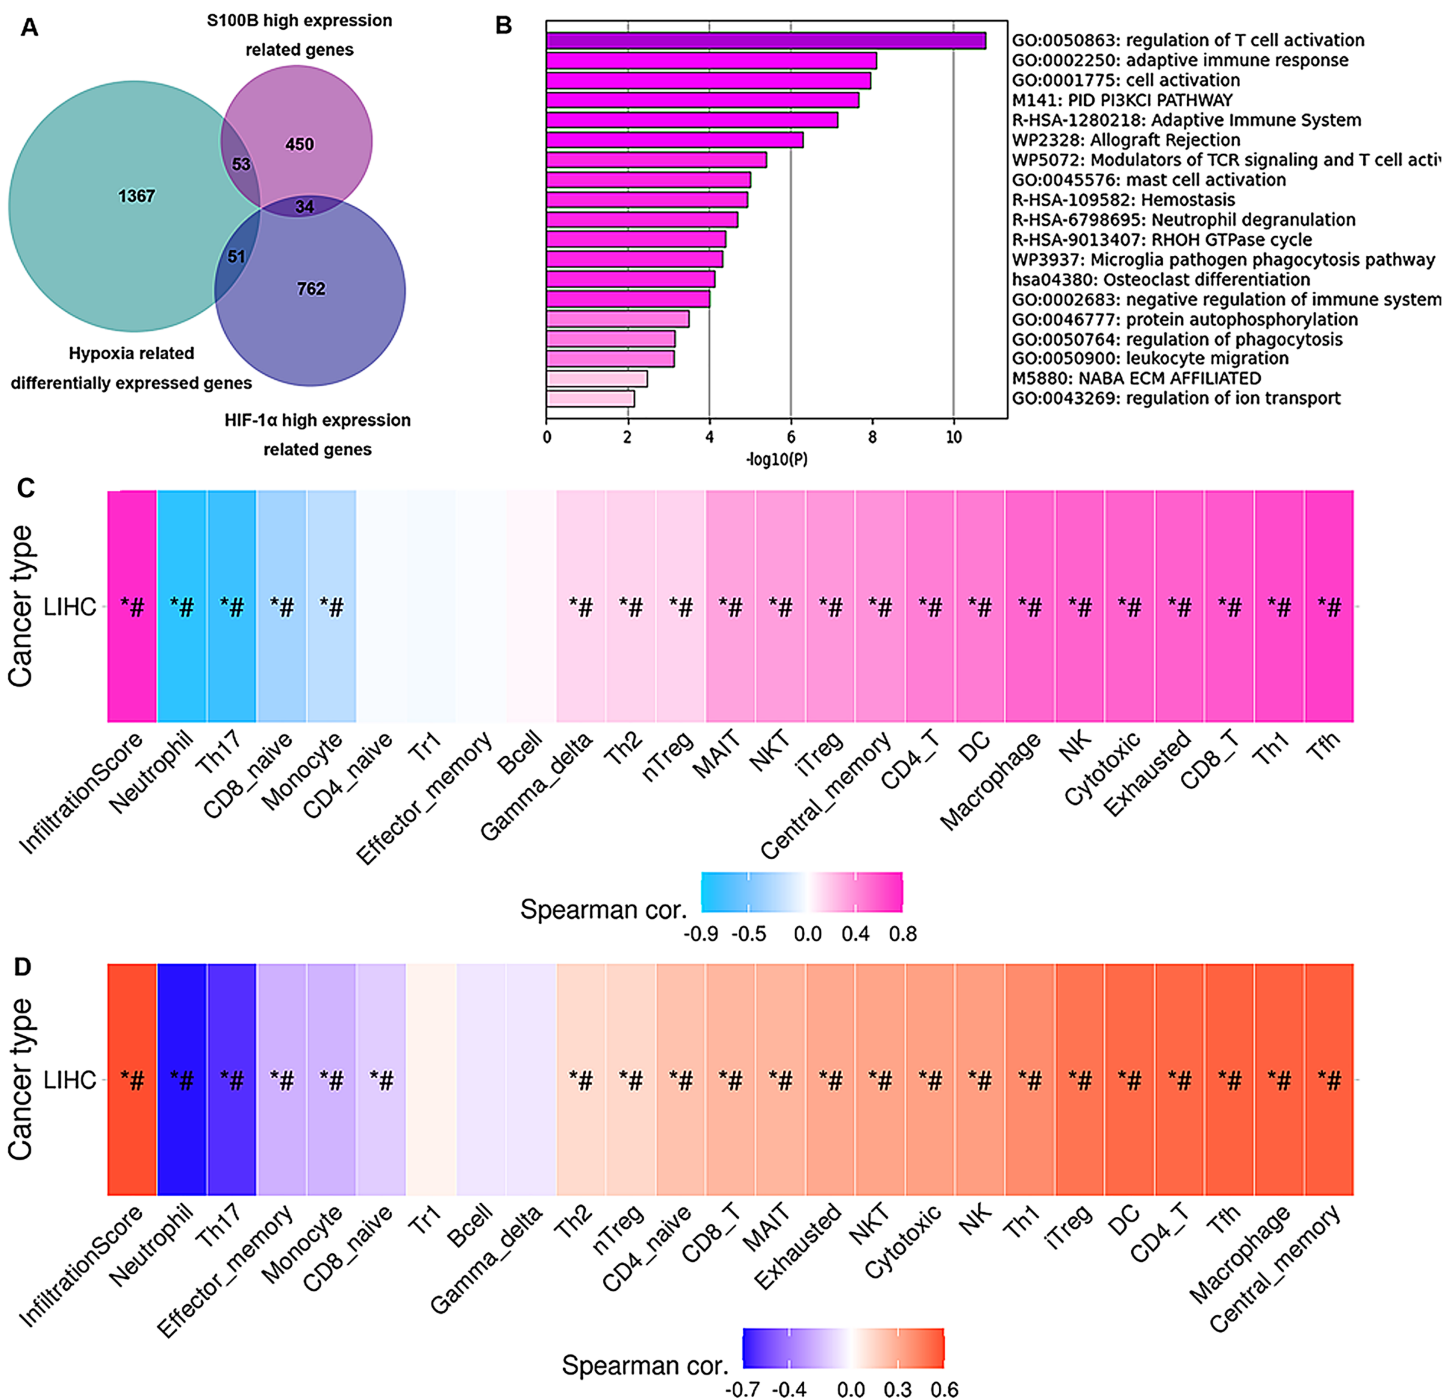 A
S100B high expression
related genes
450
53
1367
34
51
762
Hypoxia related
differentially expressed genes
HIF-1α high expression
related genes
B
GO:0050863: regulation of T cell activation
GO:0002250: adaptive immune response
GO:0001775: cell activation
M141: PID PI3KCI PATHWAY
R-HSA-1280218: Adaptive Immune System
WP2328: Allograft Rejection
WP5072: Modulators of TCR signaling and T cell activ
GO:0045576: mast cell activation
R-HSA-109582: Hemostasis
R-HSA-6798695: Neutrophil degranulation
R-HSA-9013407: RHOH GTPase cycle
WP3937: Microglia pathogen phagocytosis pathway
hsa04380: Osteoclast differentiation
GO:0002683: negative regulation of immune system
GO:0046777: protein autophosphorylation
GO:0050764: regulation of phagocytosis
GO:0050900: leukocyte migration
M5880: NABA ECM AFFILIATED
GO:0043269: regulation of ion transport
0 2 4 6 8 10
-log10(P)
C
Cancer type
LIHC
*# *# *# *# *# *# *# *# *# *# *# *# *# *# *# *# *# *# *# *# *#
InfiltrationScore Neutrophil Th17 CD8_naive Monocyte CD4_naive Tr1 Effector_memory Bcell Gamma_delta Th2 nTreg MAIT NKT iTreg Central_memory CD4_T DC Macrophage NK Cytotoxic Exhausted CD8_T Th1 Tfh
Spearman cor.
-0.9 -0.5 0.0 0.4 0.8
D
Cancer type
LIHC
*# *# *# *# *# *# *# *# *# *# *# *# *# *# *# *# *# *# *# *# *# *#
InfiltrationScore Neutrophil Th17 Effector_memory Monocyte CD8_naive Tr1 Bcell Gamma_delta Th2 nTreg CD4_naive CD8_T MAIT Exhausted NKT Cytotoxic NK Th1 iTreg DC CD4_T Tfh Macrophage Central_memory
Spearman cor.
-0.7 -0.4 0.0 0.3 0.6